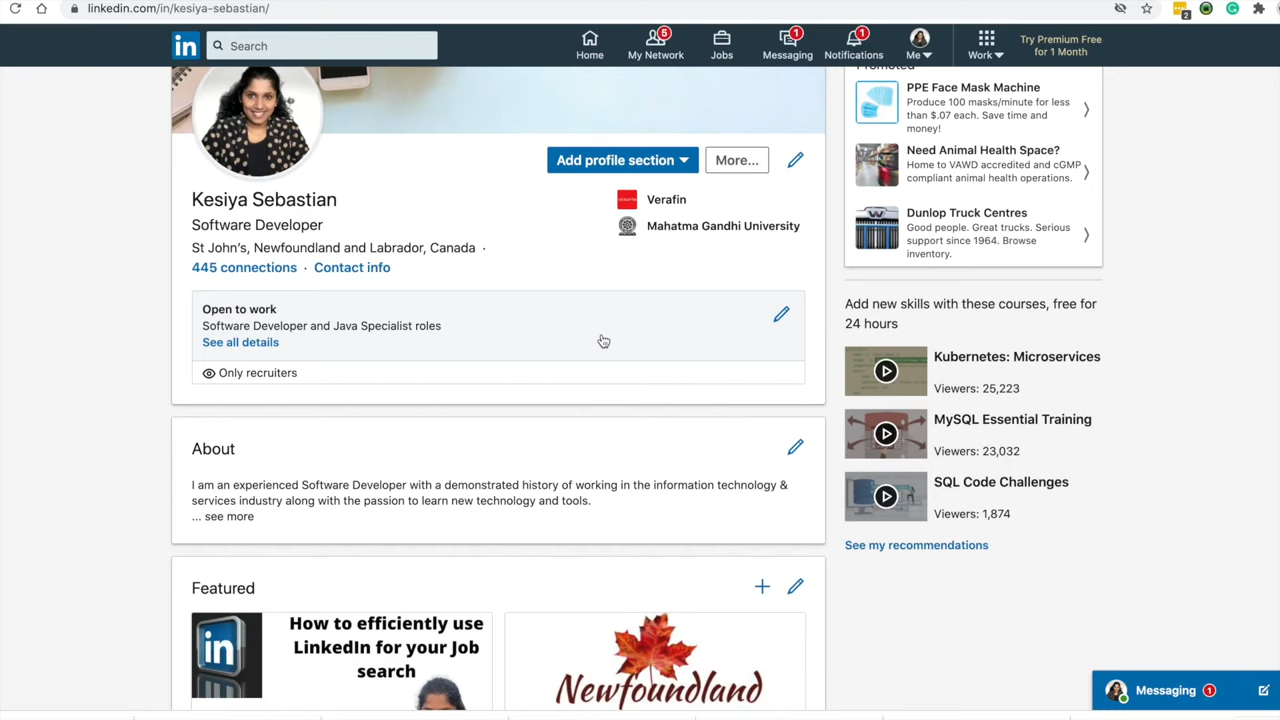 linkedin.com/in/kesiya-sebastian/
2
in
Search
Home
5
My Network
Jobs
1
Messaging
1
Notifications
Me
Work
Try Premium Free
for 1 Month
Promoted
PPE Face Mask Machine
Produce 100 masks/minute for less
than $.07 each. Save time and
money!
Need Animal Health Space?
Home to VAWD accredited and cGMP
compliant animal health operations.
Dunlop Truck Centres
Good people. Great trucks. Serious
support since 1964. Browse
inventory.
Add profile section
More...
Kesiya Sebastian
Software Developer
St John's, Newfoundland and Labrador, Canada ·
445 connections · Contact info
Verafin
Mahatma Gandhi University
Open to work
Software Developer and Java Specialist roles
See all details
Only recruiters
About
I am an experienced Software Developer with a demonstrated history of working in the information technology &
services industry along with the passion to learn new technology and tools.
... see more
Featured
in
How to efficiently use
LinkedIn for your Job
search
Newfoundland
Add new skills with these courses, free for
24 hours
Kubernetes: Microservices
Viewers: 25,223
MySQL Essential Training
Viewers: 23,032
SQL Code Challenges
Viewers: 1,874
See my recommendations
Messaging 1